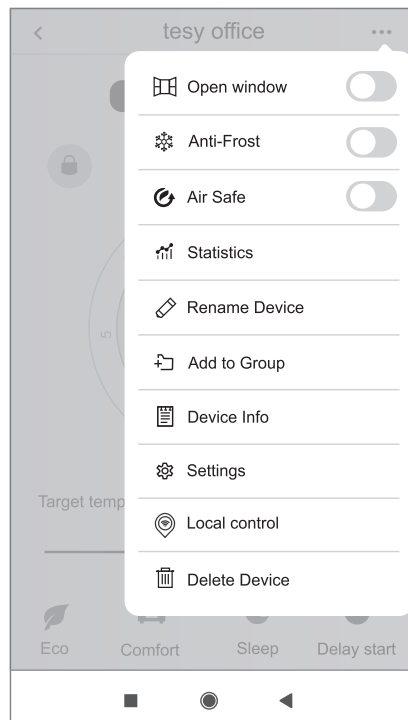 tesy office
Open window
Anti-Frost
Air Safe
Statistics
Rename Device
Add to Group
Device Info
Settings
Local control
Delete Device
5
Target temp
Eco
Comfort
Sleep
Delay start